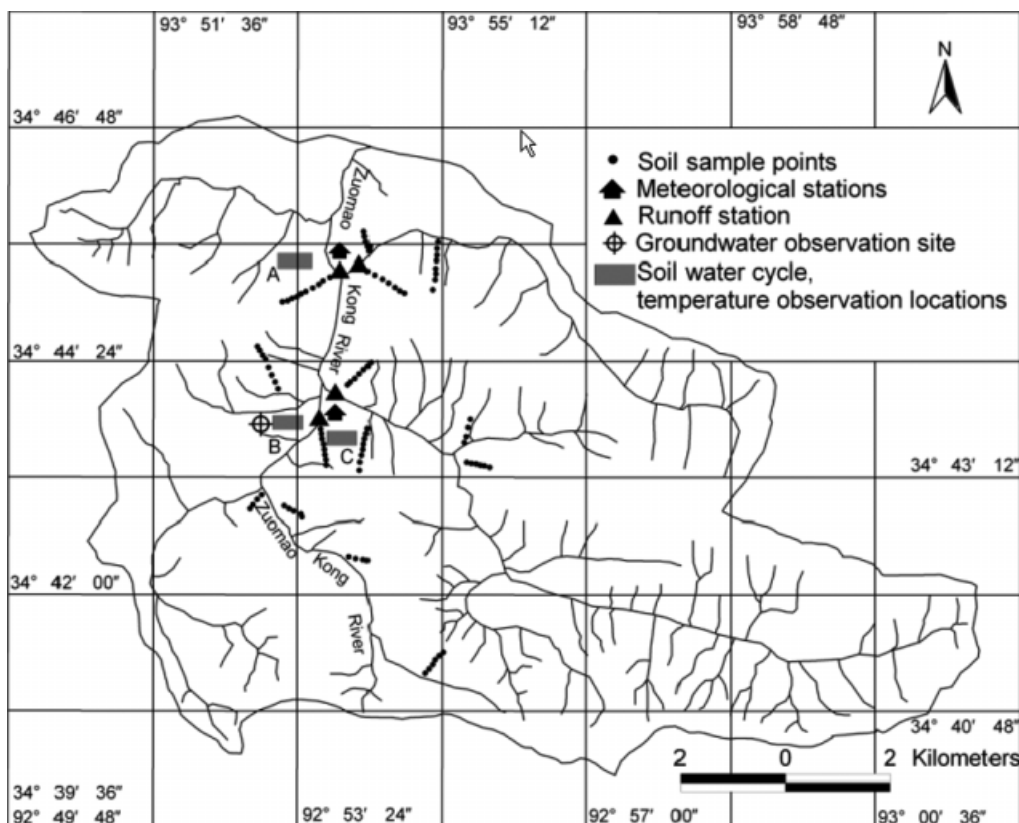 93° 51′ 36″
93° 55′ 12″
93° 58′ 48″
N
34° 46′ 48″
Soil sample points
Meteorological stations
Runoff station
Groundwater observation site
Soil water cycle,
temperature observation locations
Zuomao
Kong
River
A
34° 44′ 24″
B
C
34° 43′ 12″
Zuomao
Kong
River
34° 42′ 00″
34° 40′ 48″
2 0 2 Kilometers
34° 39′ 36″
92° 49′ 48″
92° 53′ 24″
92° 57′ 00″
93° 00′ 36″